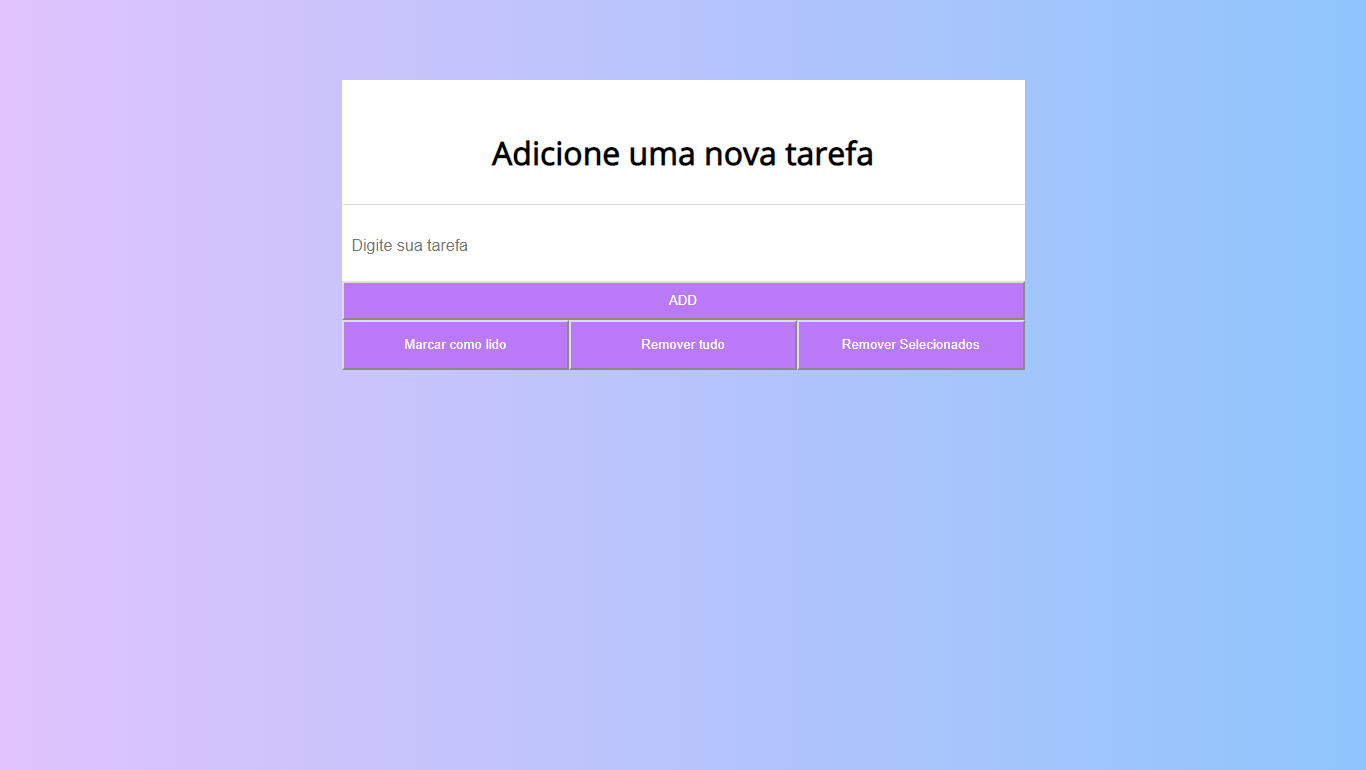 Adicione uma nova tarefa
Digite sua tarefa
ADD
Marcar como lido
Remover tudo
Remover Selecionados